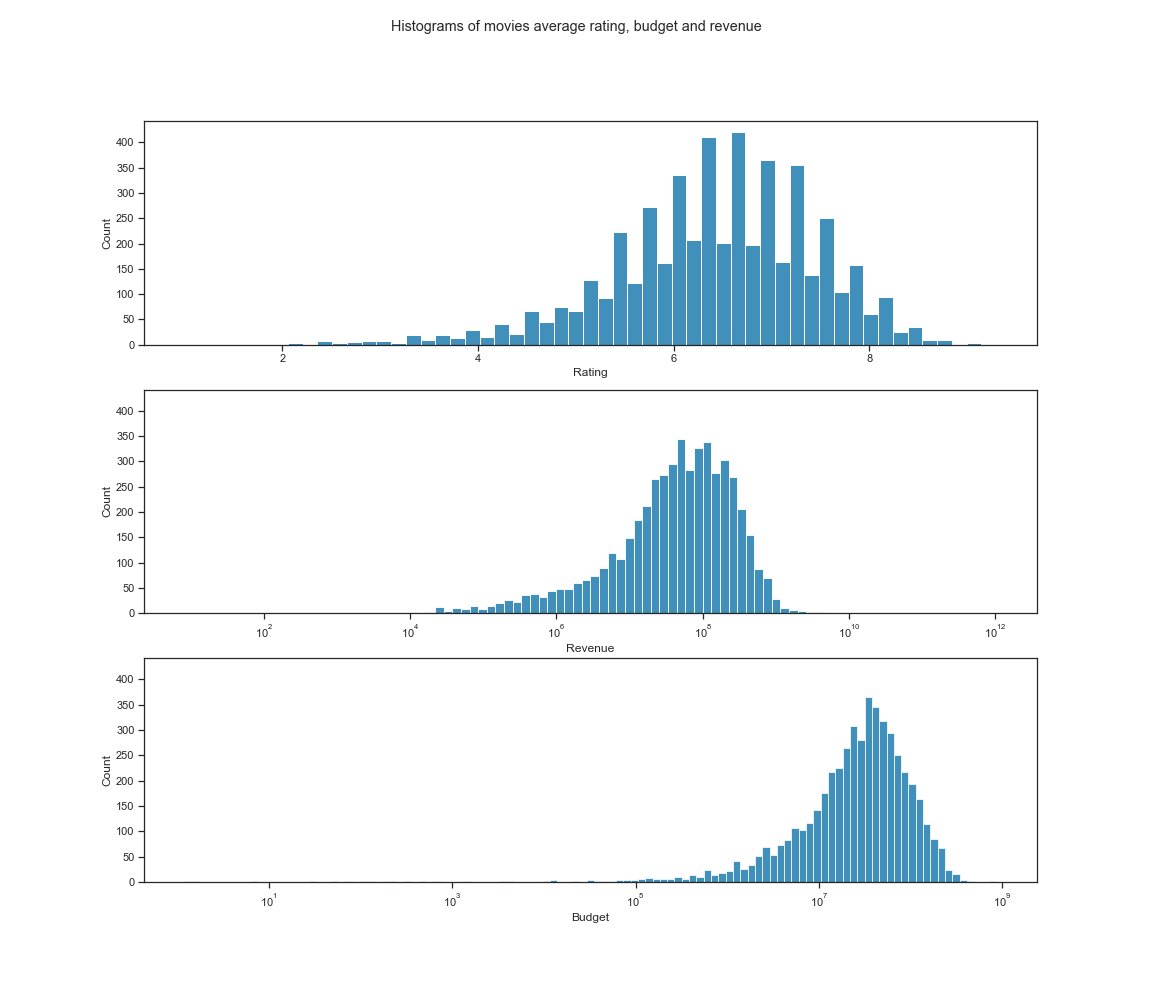 Histograms of movies average rating, budget and revenue
400
350
300
250
200
150
100
50
0
Count
2 4 6 8
Rating
400
350
300
250
200
150
100
50
0
Count
10² 10⁴ 10⁶ 10⁸ 10¹⁰ 10¹²
Revenue
400
350
300
250
200
150
100
50
0
Count
10¹ 10³ 10⁵ 10⁷ 10⁹
Budget